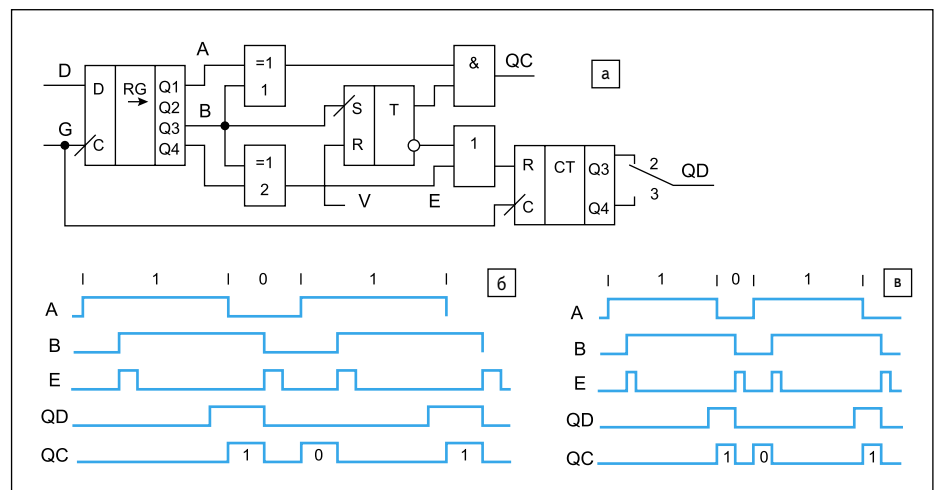 A =1 & QC а
D D RG Q1 1
Q2 B S T
G C Q3 R 1
Q4 =1 R CT Q3 2 QD
2 V E 3
C Q4
1 0 1 б
A
B
E
QD
QC 1 0 1
1 0 1 в
A
B
E
QD
QC 1 0 1